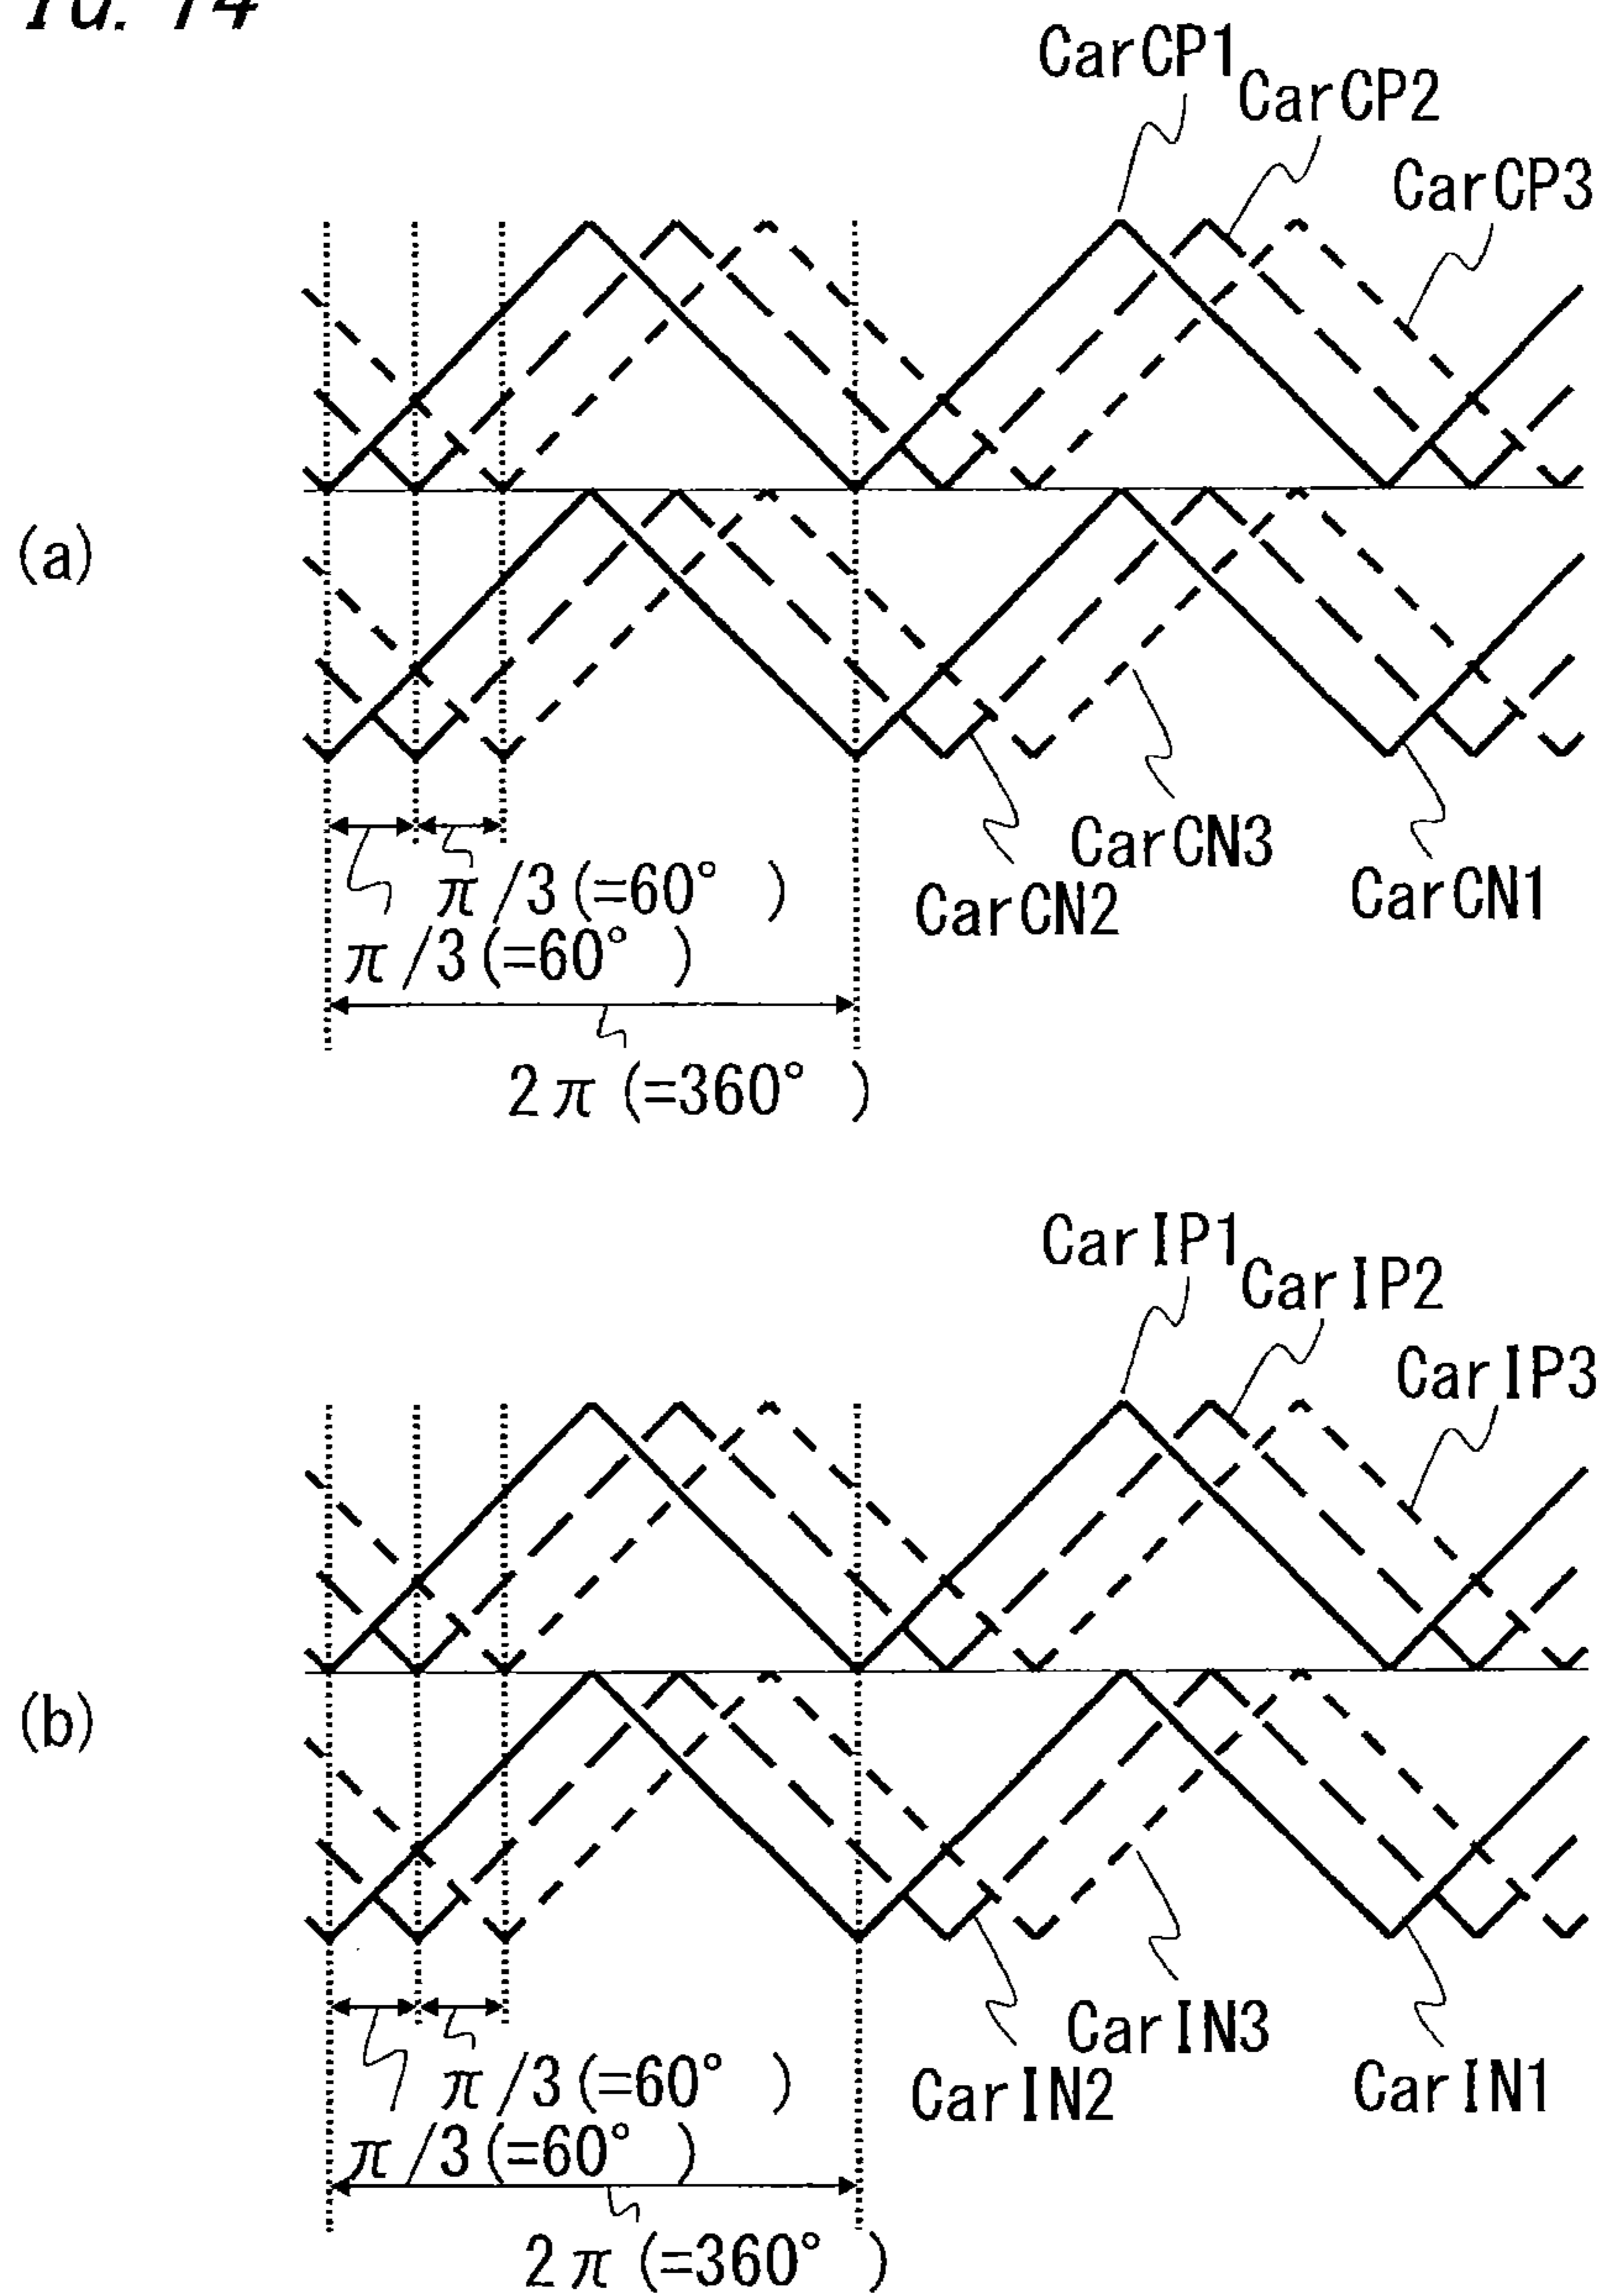 14
CarCP1
CarCP2
CarCP3
(a)
π/3(=60° )
π/3(=60° )
2π(=360° )
CarCN3
CarCN2
CarCN1
CarIP1
CarIP2
CarIP3
(b)
π/3(=60° )
π/3(=60° )
2π(=360° )
CarIN3
CarIN2
CarIN1